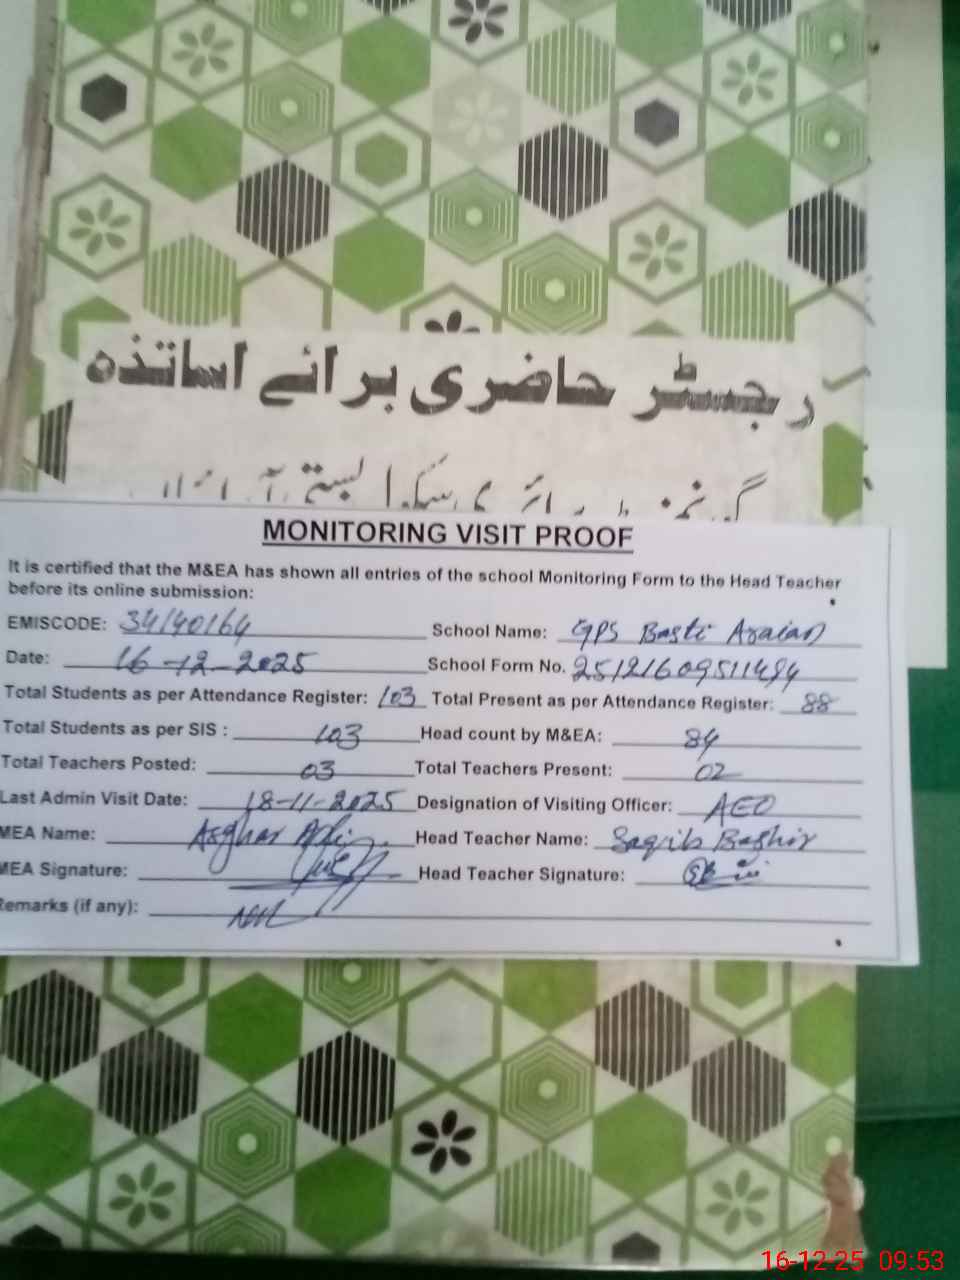 رجسٹر حاضری برائے اساتذہ
MONITORING VISIT PROOF
It is certified that the M&EA has shown all entries of the school Monitoring Form to the Head Teacher
before its online submission:
EMISCODE: 34140164 School Name: GPS Basti Araian
Date: 16-12-2025 School Form No.
Total Students as per Attendance Register: 103 Total Present as per Attendance Register: 88
Total Students as per SIS : 103 Head count by M&EA: 84
Total Teachers Posted: 03 Total Teachers Present: 02
Last Admin Visit Date: 18-11-2025 Designation of Visiting Officer: AEO
MEA Name: Asghar Ali Head Teacher Name: Saqib Bashir
MEA Signature: Head Teacher Signature:
Remarks (if any): Nil
16-12-25 09:53